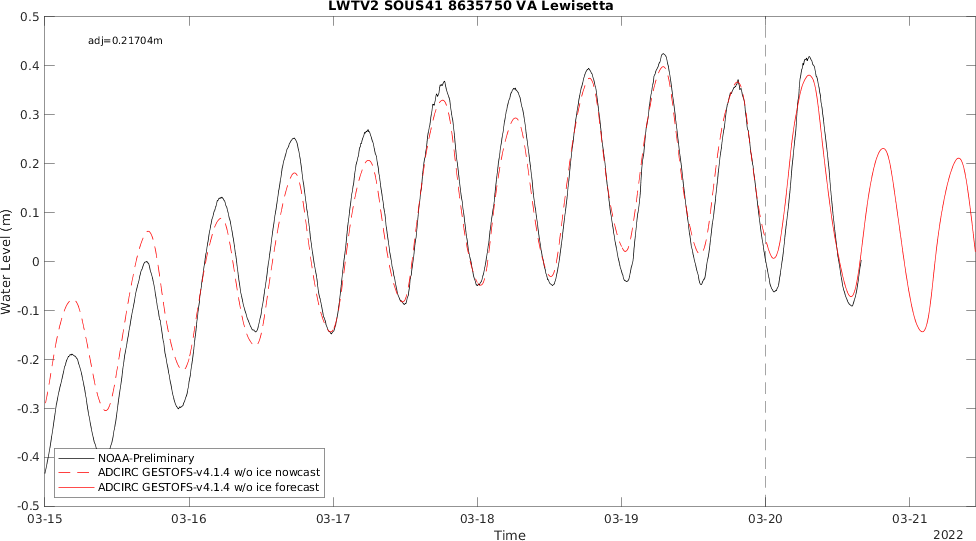 LWTV2 SOUS41 8635750 VA Lewisetta
adj=0.21704m
0.5
0.4
0.3
0.2
0.1
0
-0.1
-0.2
-0.3
-0.4
-0.5
Water Level (m)
NOAA-Preliminary
ADCIRC GESTOFS-v4.1.4 w/o ice nowcast
ADCIRC GESTOFS-v4.1.4 w/o ice forecast
03-15 03-16 03-17 03-18 03-19 03-20 03-21
Time
2022